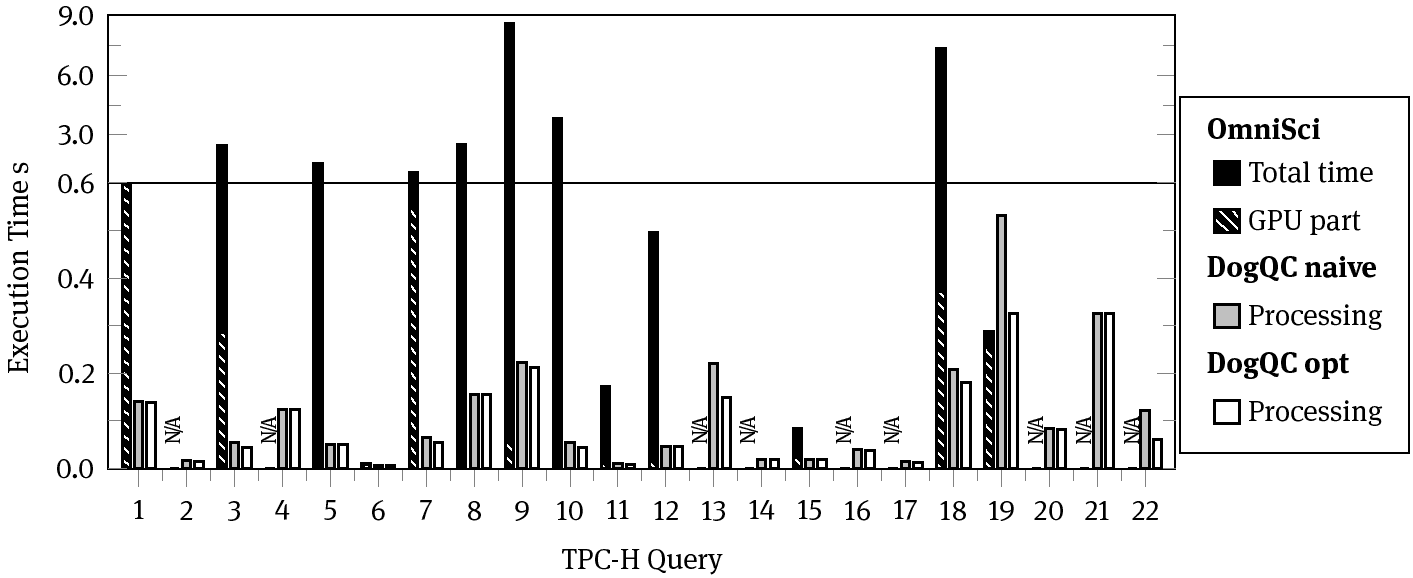 9.0
6.0
3.0
0.6
0.4
0.2
0.0
Execution Time s
N/A N/A N/A N/A N/A N/A N/A N/A N/A
1 2 3 4 5 6 7 8 9 10 11 12 13 14 15 16 17 18 19 20 21 22
TPC-H Query
OmniSci
Total time
GPU part
DogQC naive
Processing
DogQC opt
Processing